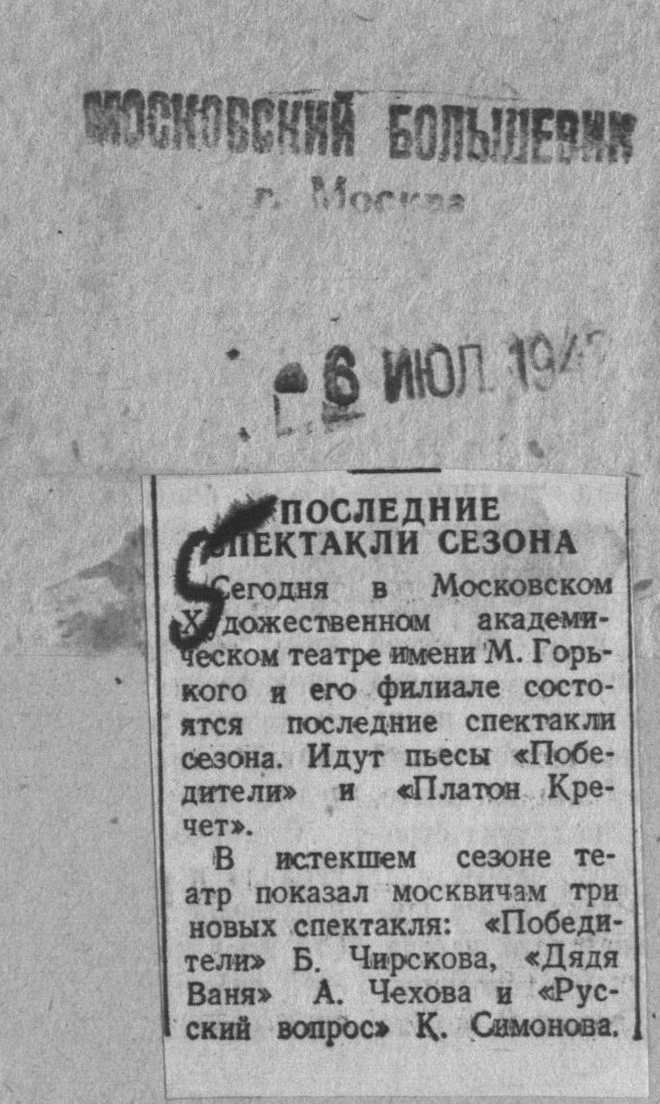 МОСКОВСКИЙ БОЛЬШЕВИК
г. Москва
6 ИЮЛ. 194
ПОСЛЕДНИЕ
СПЕКТАКЛИ СЕЗОНА
Сегодня в Московском
Художественном академи-
ческом театре имени М. Горь-
кого и его филиале состо-
ятся последние спектакли
сезона. Идут пьесы «Побе-
дители» и «Платон Кре-
чет».
В истекшем сезоне те-
атр показал москвичам три
новых спектакля: «Победи-
тели» Б. Чирскова, «Дядя
Ваня» А. Чехова и «Рус-
ский вопрос» К. Симонова.